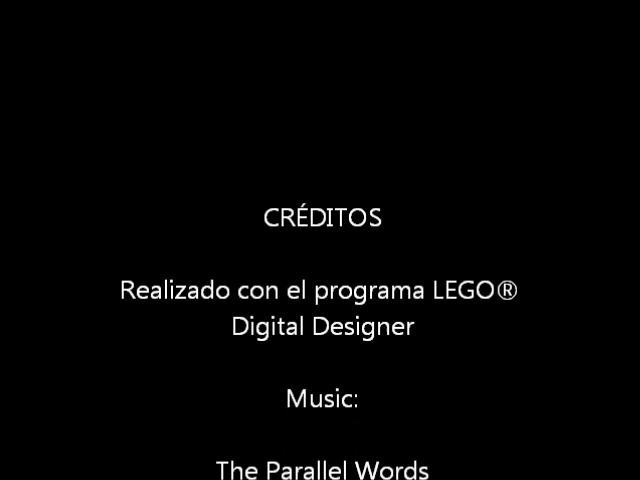 CRÉDITOS
Realizado con el programa LEGO®
Digital Designer
Music:
The Parallel Words